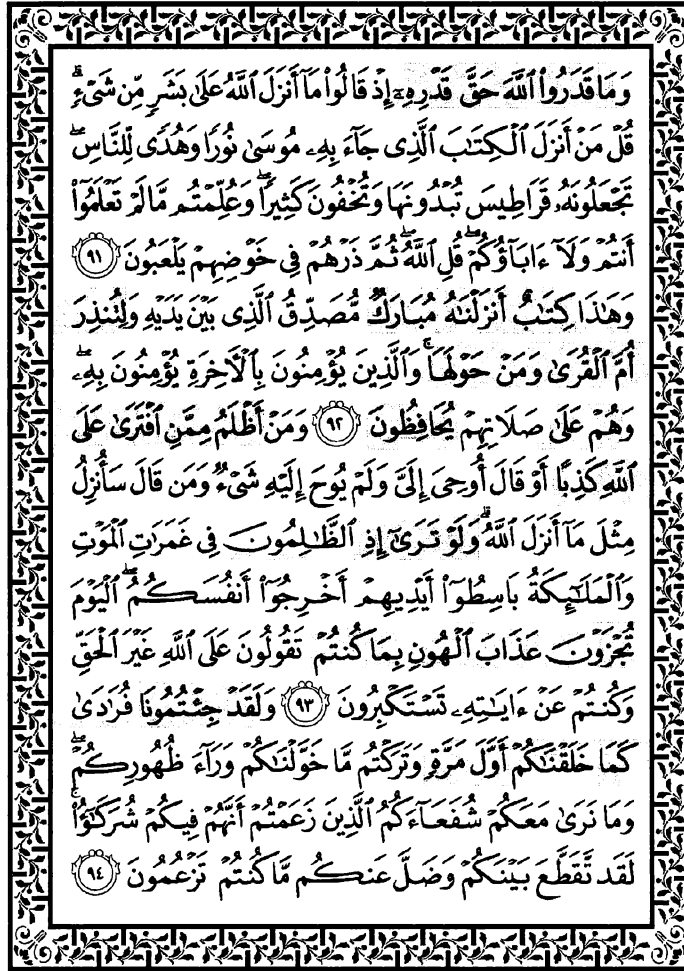 وَمَا قَدَرُوا۟ ٱللَّهَ حَقَّ قَدْرِهِۦٓ إِذْ قَالُوا۟ مَآ أَنزَلَ ٱللَّهُ عَلَىٰ بَشَرٍ مِّن شَىْءٍ ۗ
قُلْ مَنْ أَنزَلَ ٱلْكِتَٰبَ ٱلَّذِى جَآءَ بِهِۦ مُوسَىٰ نُورًا وَهُدًى لِّلنَّاسِ ۖ
تَجْعَلُونَهُۥ قَرَاطِيسَ تُبْدُونَهَا وَتُخْفُونَ كَثِيرًا ۖ وَعُلِّمْتُم مَّا لَمْ تَعْلَمُوٓا۟
أَنتُمْ وَلَآ ءَابَآؤُكُمْ ۖ قُلِ ٱللَّهُ ۖ ثُمَّ ذَرْهُمْ فِى خَوْضِهِمْ يَلْعَبُونَ ٩١
وَهَٰذَا كِتَٰبٌ أَنزَلْنَٰهُ مُبَارَكٌ مُّصَدِّقُ ٱلَّذِى بَيْنَ يَدَيْهِ وَلِتُنذِرَ
أُمَّ ٱلْقُرَىٰ وَمَنْ حَوْلَهَا ۚ وَٱلَّذِينَ يُؤْمِنُونَ بِٱلْءَاخِرَةِ يُؤْمِنُونَ بِهِۦ ۖ
وَهُمْ عَلَىٰ صَلَاتِهِمْ يُحَافِظُونَ ٩٢ وَمَنْ أَظْلَمُ مِمَّنِ ٱفْتَرَىٰ عَلَى
ٱللَّهِ كَذِبًا أَوْ قَالَ أُوحِىَ إِلَىَّ وَلَمْ يُوحَ إِلَيْهِ شَىْءٌ وَمَن قَالَ سَأُنزِلُ
مِثْلَ مَآ أَنزَلَ ٱللَّهُ ۗ وَلَوْ تَرَىٰٓ إِذِ ٱلظَّٰلِمُونَ فِى غَمَرَٰتِ ٱلْمَوْتِ
وَٱلْمَلَٰٓئِكَةُ بَاسِطُوٓا۟ أَيْدِيهِمْ أَخْرِجُوٓا۟ أَنفُسَكُمُ ۖ ٱلْيَوْمَ
تُجْزَوْنَ عَذَابَ ٱلْهُونِ بِمَا كُنتُمْ تَقُولُونَ عَلَى ٱللَّهِ غَيْرَ ٱلْحَقِّ
وَكُنتُمْ عَنْ ءَايَٰتِهِۦ تَسْتَكْبِرُونَ ٩٣ وَلَقَدْ جِئْتُمُونَا فُرَٰدَىٰ
كَمَا خَلَقْنَٰكُمْ أَوَّلَ مَرَّةٍ وَتَرَكْتُم مَّا خَوَّلْنَٰكُمْ وَرَآءَ ظُهُورِكُمْ ۖ
وَمَا نَرَىٰ مَعَكُمْ شُفَعَآءَكُمُ ٱلَّذِينَ زَعَمْتُمْ أَنَّهُمْ فِيكُمْ شُرَكَٰٓؤُا۟ ۚ
لَقَد تَّقَطَّعَ بَيْنَكُمْ وَضَلَّ عَنكُم مَّا كُنتُمْ تَزْعُمُونَ ٩٤